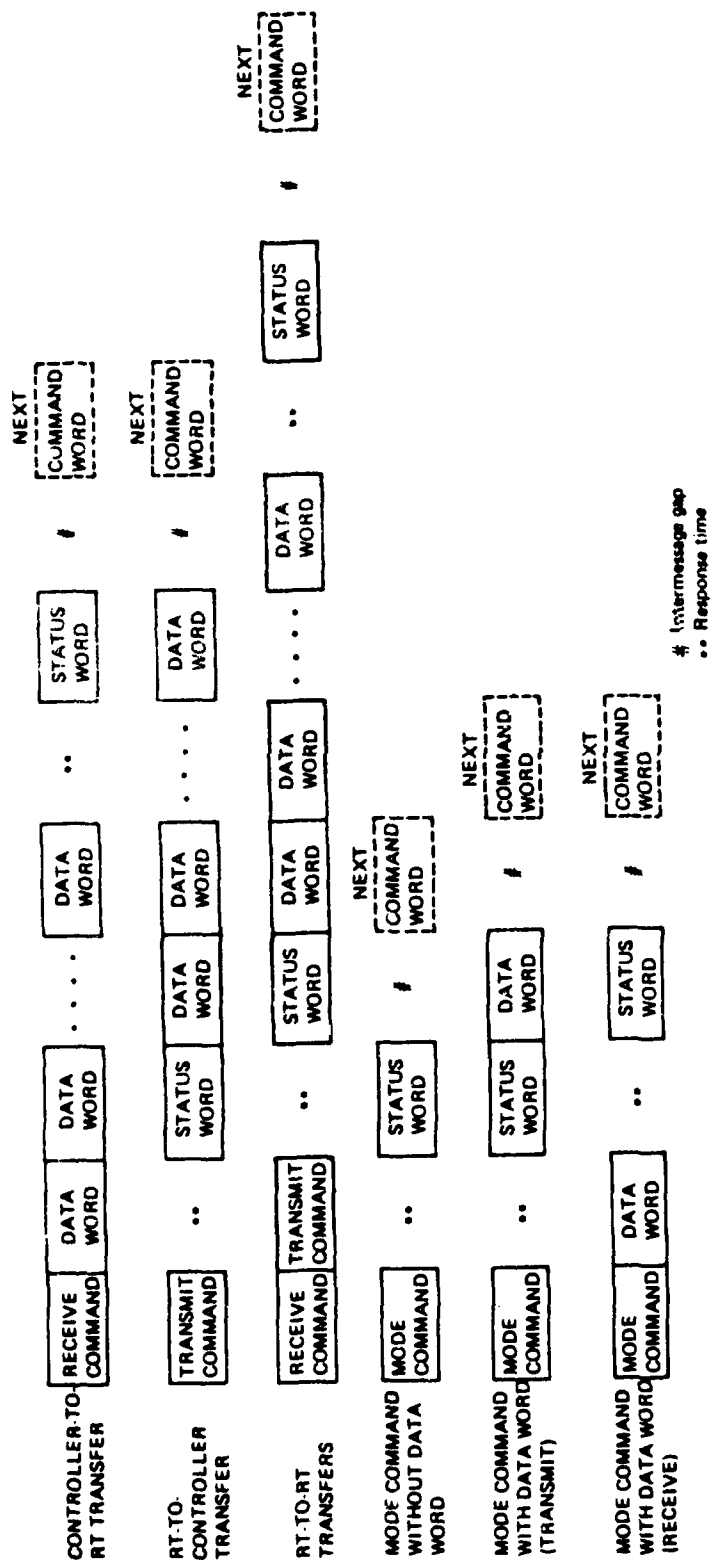 CONTROLLER-TO-
RT TRANSFER
RECEIVE
COMMAND
DATA
WORD
DATA
WORD
. . . .
DATA
WORD
**
STATUS
WORD
#
NEXT
COMMAND
WORD
RT-TO-
CONTROLLER
TRANSFER
TRANSMIT
COMMAND
**
STATUS
WORD
DATA
WORD
DATA
WORD
. . . .
DATA
WORD
#
NEXT
COMMAND
WORD
RT-TO-RT
TRANSFERS
RECEIVE
COMMAND
TRANSMIT
COMMAND
**
STATUS
WORD
DATA
WORD
DATA
WORD
. . . .
DATA
WORD
**
STATUS
WORD
#
NEXT
COMMAND
WORD
MODE COMMAND
WITHOUT DATA
WORD
MODE
COMMAND
**
STATUS
WORD
#
NEXT
COMMAND
WORD
MODE COMMAND
WITH DATA WORD
(TRANSMIT)
MODE
COMMAND
**
STATUS
WORD
DATA
WORD
#
NEXT
COMMAND
WORD
MODE COMMAND
WITH DATA WORD
(RECEIVE)
MODE
COMMAND
DATA
WORD
**
STATUS
WORD
#
NEXT
COMMAND
WORD
# Intermessage gap
** Response time